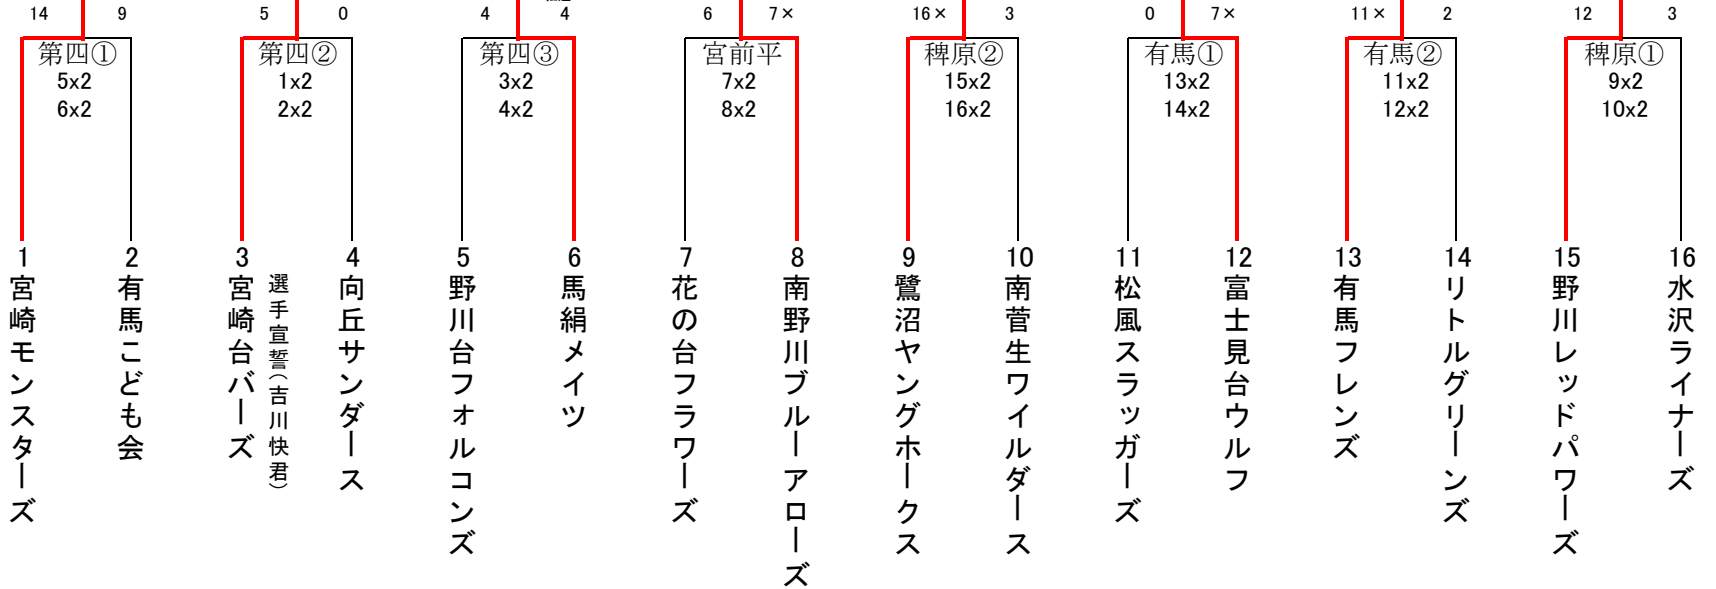 14 9 5 0 4 4 6 7× 16× 3 0 7× 11× 2 12 3
第四① 第四② 第四③ 宮前平 稗原② 有馬① 有馬② 稗原①
5x2 1x2 3x2 7x2 15x2 13x2 11x2 9x2
6x2 2x2 4x2 8x2 16x2 14x2 12x2 10x2
1 2 3 4 5 6 7 8 9 10 11 12 13 14 15 16
宮崎モンスターズ
有馬こども会
宮崎台バーズ
選手宣誓(吉川快君)
向丘サンダース
野川台フォルコンズ
馬絹メイツ
花の台フラワーズ
南野川ブルーアローズ
鷺沼ヤングホークス
南菅生ワイルダース
松風スラッガーズ
富士見台ウルフ
有馬フレンズ
リトルグリーンズ
野川レッドパワーズ
水沢ライナーズ